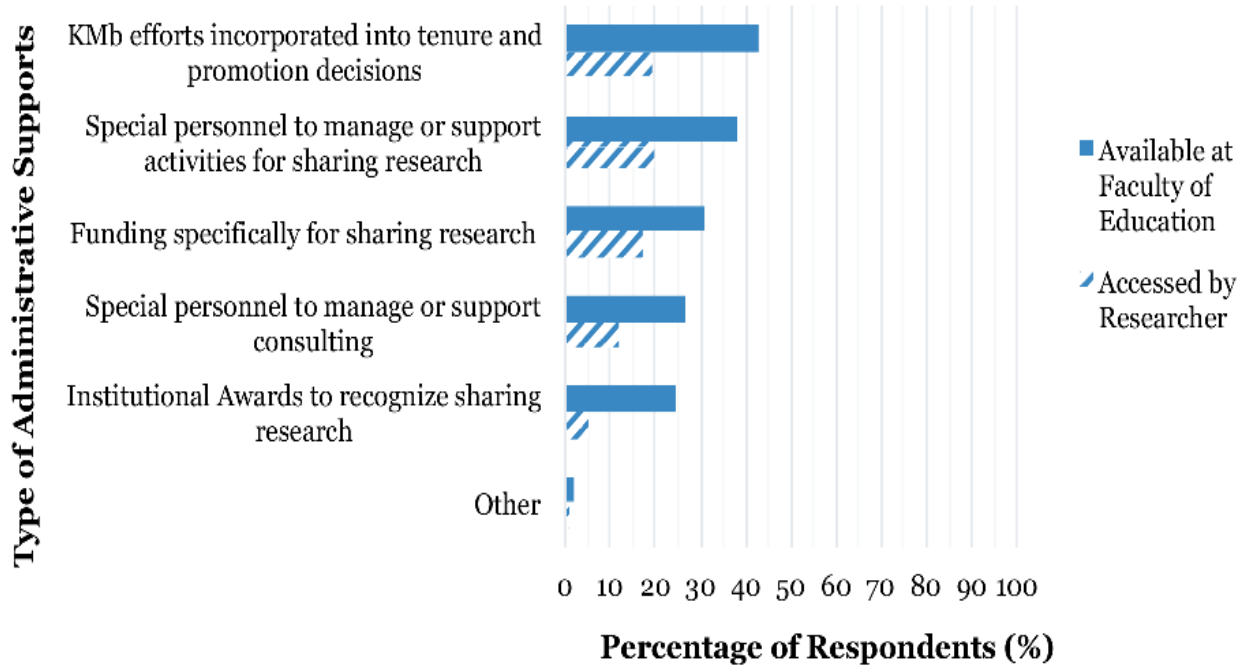 Type of Administrative Supports
KMb efforts incorporated into tenure and
promotion decisions
Special personnel to manage or support
activities for sharing research
Funding specifically for sharing research
Special personnel to manage or support
consulting
Institutional Awards to recognize sharing
research
Other
0 10 20 30 40 50 60 70 80 90 100
Percentage of Respondents (%)
Available at
Faculty of
Education
Accessed by
Researcher